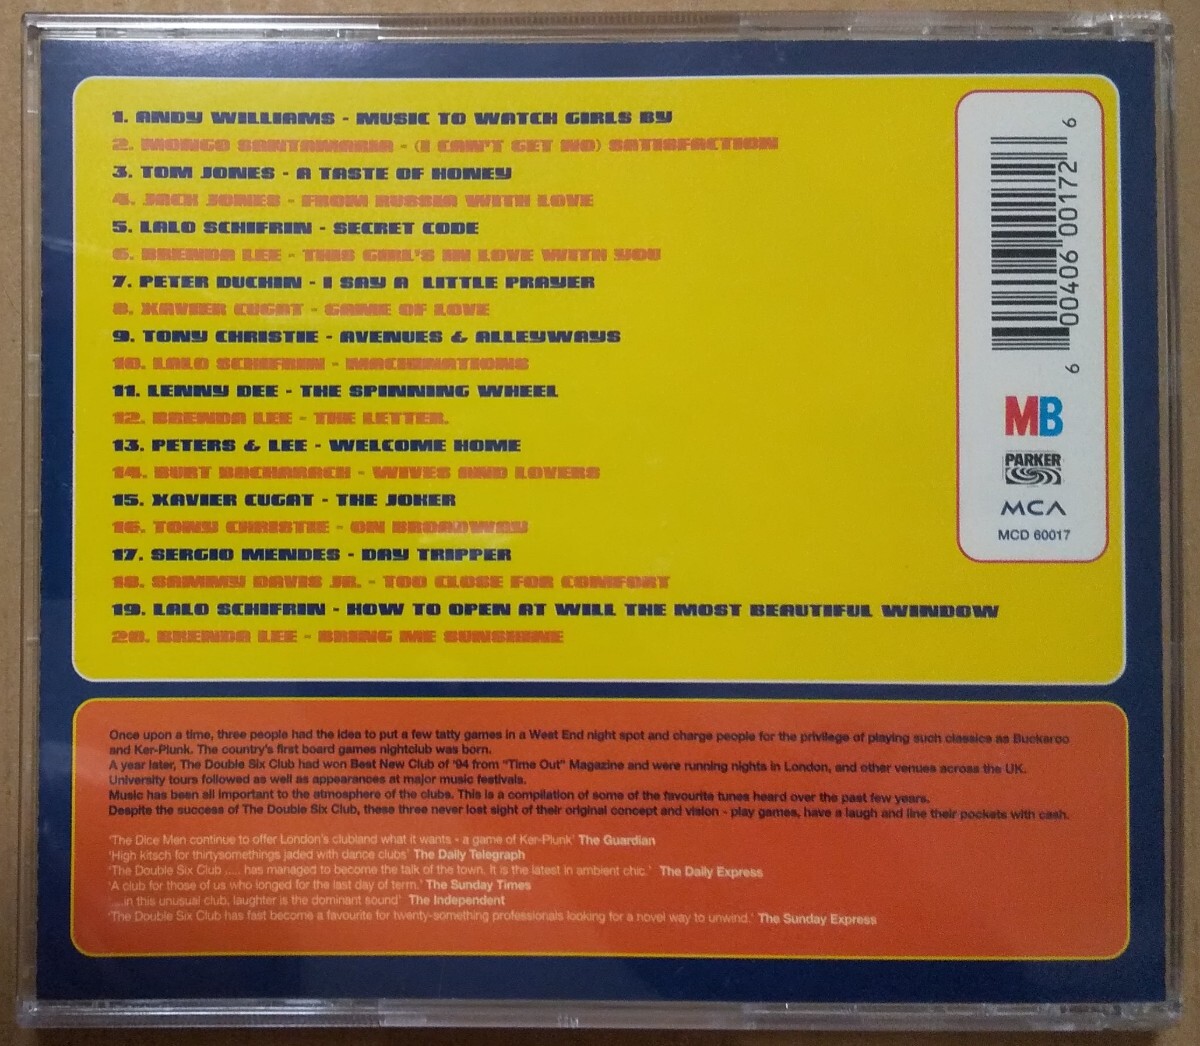 1. ANDY WILLIAMS - MUSIC TO WATCH GIRLS BY
2. MONGO SANTAMARIA - (I CAN'T GET NO) SATISFACTION
3. TOM JONES - A TASTE OF HONEY
4. JACK JONES - FROM RUSSIA WITH LOVE
5. LALO SCHIFRIN - SECRET CODE
6. BRENDA LEE - THIS GIRL'S IN LOVE WITH YOU
7. PETER DUCHIN - I SAY A LITTLE PRAYER
8. XAVIER CUGAT - GAME OF LOVE
9. TONY CHRISTIE - AVENUES & ALLEYWAYS
10. LALO SCHIFRIN - MACHINATIONS
11. LENNY DEE - THE SPINNING WHEEL
12. BRENDA LEE - THE LETTER.
13. PETERS & LEE - WELCOME HOME
14. BURT BACHARACH - WIVES AND LOVERS
15. XAVIER CUGAT - THE JOKER
16. TONY CHRISTIE - ON BROADWAY
17. SERGIO MENDES - DAY TRIPPER
18. SAMMY DAVIS JR. - TOO CLOSE FOR COMFORT
19. LALO SCHIFRIN - HOW TO OPEN AT WILL THE MOST BEAUTIFUL WINDOW
20. BRENDA LEE - BRING ME SUNSHINE
6 00406 00172 6
MB
PARKER
MCA
MCD 60017
Once upon a time, three people had the idea to put a few tatty games in a West End night spot and charge people for the privilege of playing such classics as Buckaroo
and Ker-Plunk. The country's first board games nightclub was born.
A year later, The Double Six Club had won Best New Club of '94 from "Time Out" Magazine and were running nights in London, and other venues across the UK.
University tours followed as well as appearances at major music festivals.
Music has been all important to the atmosphere of the clubs. This is a compilation of some of the favourite tunes heard over the past few years.
Despite the success of The Double Six Club, these three never lost sight of their original concept and vision - play games, have a laugh and line their pockets with cash.
'The Dice Men continue to offer London's clubland what it wants - a game of Ker-Plunk' The Guardian
'High kitsch for thirtysomethings jaded with dance clubs' The Daily Telegraph
'The Double Six Club .... has managed to become the talk of the town. It is the latest in ambient chic.' The Daily Express
'A club for those of us who longed for the last day of term.' The Sunday Times
'...in this unusual club, laughter is the dominant sound' The Independent
'The Double Six Club has fast become a favourite for twenty-something professionals looking for a novel way to unwind.' The Sunday Express